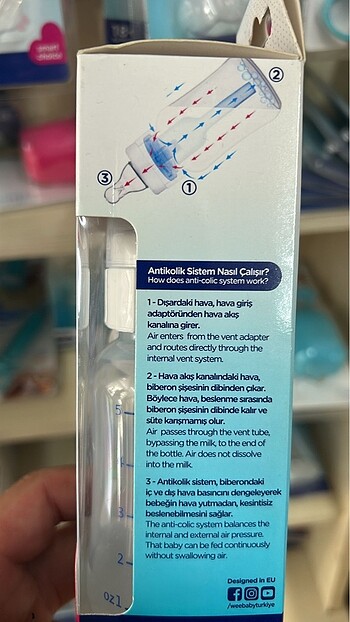 smart
choice
2
3
1
Antikolik Sistem Nasıl Çalışır?
How does anti-colic system work?
1 - Dışardaki hava, hava giriş
adaptöründen hava akış
kanalına girer.
Air enters from the vent adapter
and routes directly through the
internal vent system.
2 - Hava akış kanalındaki hava,
biberon şişesinin dibinden çıkar.
Böylece hava, beslenme sırasında
biberon şişesinin dibinde kalır ve
süte karışmamış olur.
Air passes through the vent tube,
bypassing the milk, to the end of
the bottle. Air does not dissolve
into the milk.
3 - Antikolik sistem, biberondaki
iç ve dış hava basıncını dengeleyerek
bebeğin hava yutmadan, kesintisiz
beslenebilmesini sağlar.
The anti-colic system balances the
internal and external air pressure.
That baby can be fed continuously
without swallowing air.
5
4
3
2
oz1
Designed in EU
/weebabyturkiye